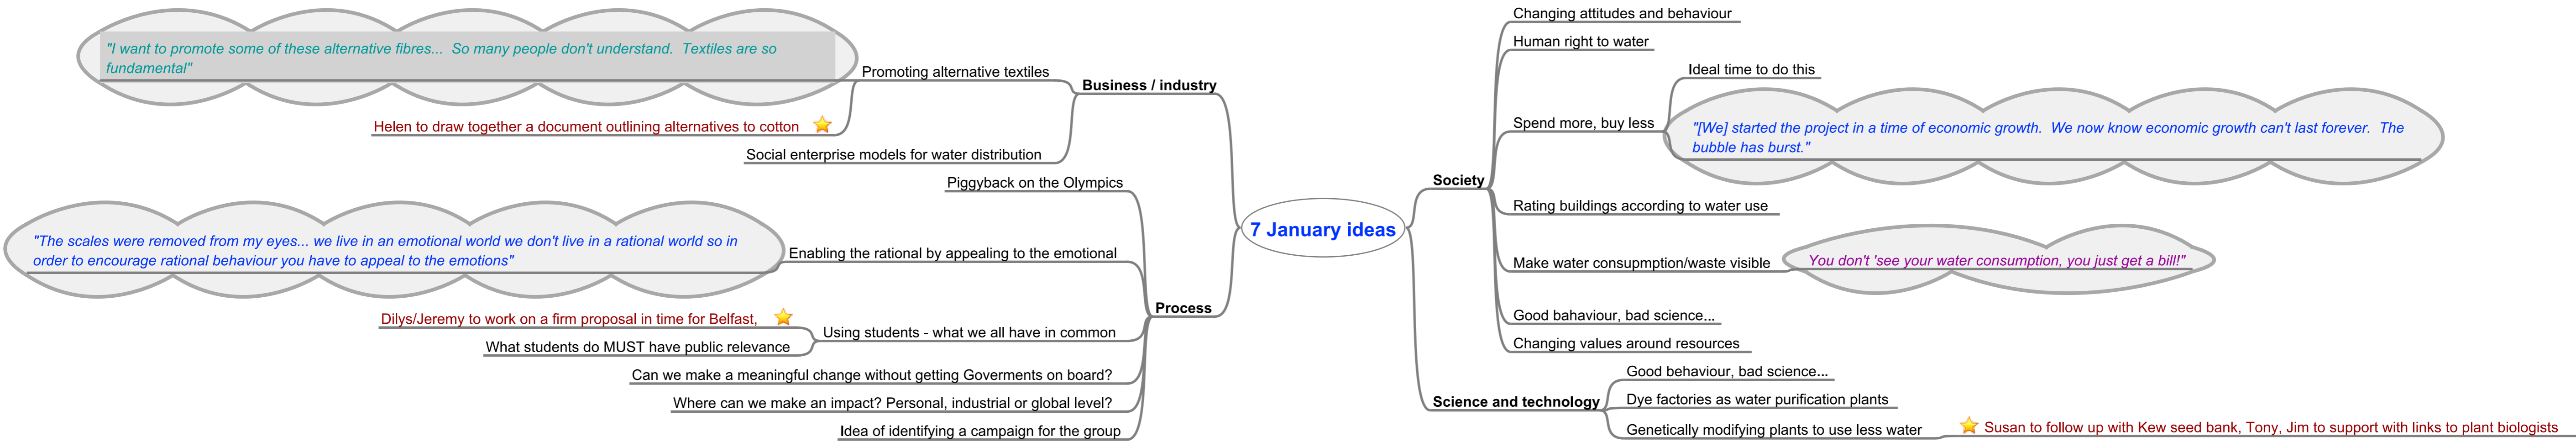 7 January ideas
Business / industry
Promoting alternative textiles
"I want to promote some of these alternative fibres...  So many people don't understand.  Textiles are so
fundamental"
Helen to draw together a document outlining alternatives to cotton
Social enterprise models for water distribution
Process
Piggyback on the Olympics
Enabling the rational by appealing to the emotional
"The scales were removed from my eyes... we live in an emotional world we don't live in a rational world so in
order to encourage rational behaviour you have to appeal to the emotions"
Using students - what we all have in common
Dilys/Jeremy to work on a firm proposal in time for Belfast,
What students do MUST have public relevance
Can we make a meaningful change without getting Goverments on board?
Where can we make an impact? Personal, industrial or global level?
Idea of identifying a campaign for the group
Society
Changing attitudes and behaviour
Human right to water
Spend more, buy less
Ideal time to do this
"[We] started the project in a time of economic growth.  We now know economic growth can't last forever.  The
bubble has burst."
Rating buildings according to water use
Make water consupmption/waste visible
You don't 'see your water consumption, you just get a bill!"
Good bahaviour, bad science...
Changing values around resources
Science and technology
Good behaviour, bad science...
Dye factories as water purification plants
Genetically modifying plants to use less water
Susan to follow up with Kew seed bank, Tony, Jim to support with links to plant biologists